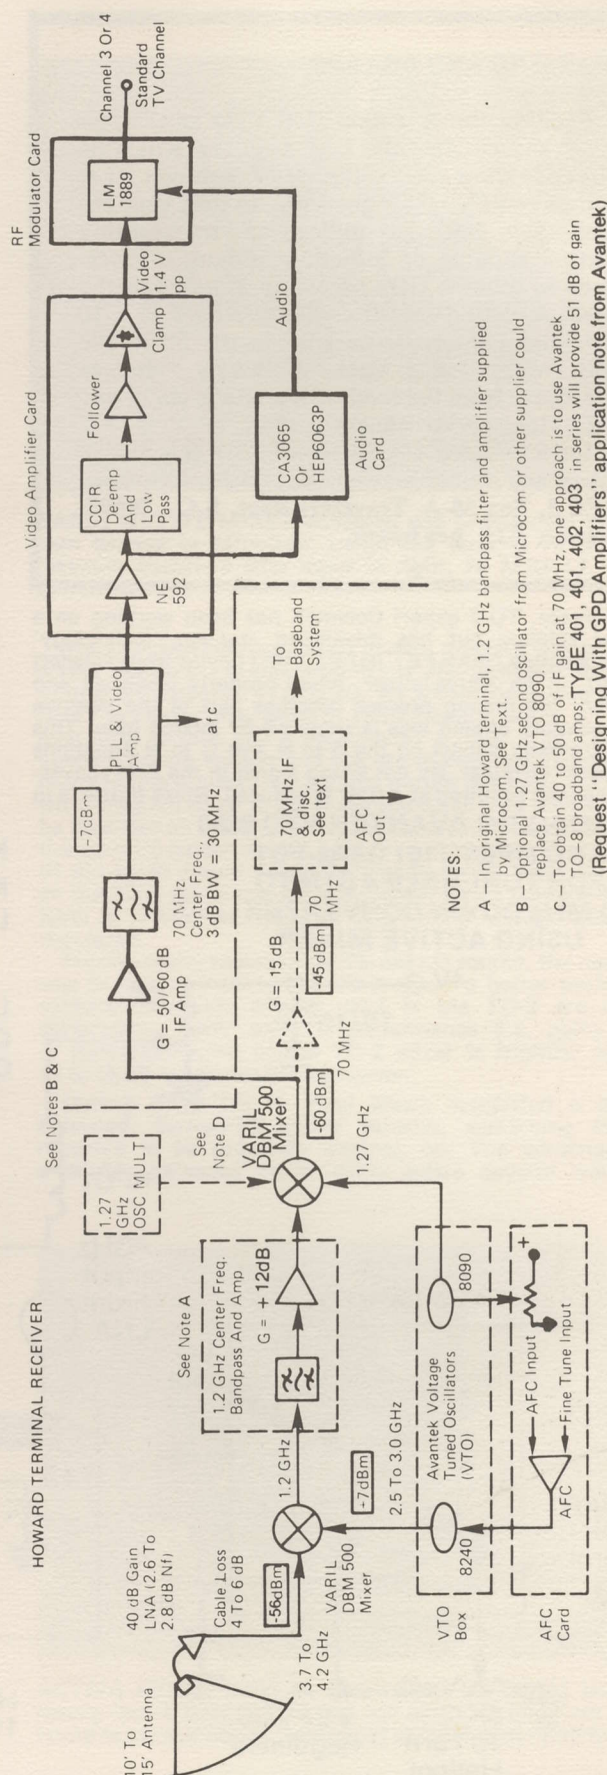 HOWARD TERMINAL RECEIVER
10' To
15' Antenna
40 dB Gain
LNA (2.6 To
2.8 dB Nf)
Cable Loss
4 To 6 dB
-56dBm
3.7 To
4.2 GHz
VARIL
DBM 500
Mixer
1.2 GHz
-7dBm
2.5 To 3.0 GHz
VTO
Box
8240
Avantek Voltage
Tuned Oscillators
(VTO)
8090
AFC
Card
AFC
AFC Input
Fine Tune Input
+
See Note A
1.2 GHz Center Freq.
Bandpass And Amp
G = + 12dB
1.27
GHz
OSC MULT
See Notes B & C
See
Note D
VARIL
DBM 500
Mixer
1.27 GHz
-60 dBm
G = 15 dB
70 MHz
-45 dBm
70
MHz
70 MHz IF
& disc.
See text
AFC
Out
To
Baseband
System
G = 50/60 dB
IF Amp
70 MHz
Center Freq.,
3 dB BW = 30 MHz
-7dBm
PLL & Video
Amp
afc
Video Amplifier Card
NE
592
CCIR
De-emp
And
Low
Pass
Follower
Clamp
Video
1.4 V
pp
CA3065
Or
HEP6063P
Audio
Card
Audio
RF
Modulator Card
LM
1889
Channel 3 Or 4
Standard
TV Channel
NOTES:
A – In original Howard terminal, 1.2 GHz bandpass filter and amplifier supplied
by Microcom, See Text.
B – Optional 1.27 GHz second oscillator from Microcom or other supplier could
replace Avantek VTO 8090.
C – To obtain 40 to 50 dB of IF gain at 70 MHz, one approach is to use Avantek
TO-8 broadband amps; TYPE 401, 401, 402, 403 in series will provide 51 dB of gain
(Request "Designing With GPD Amplifiers" application note from Avantek)